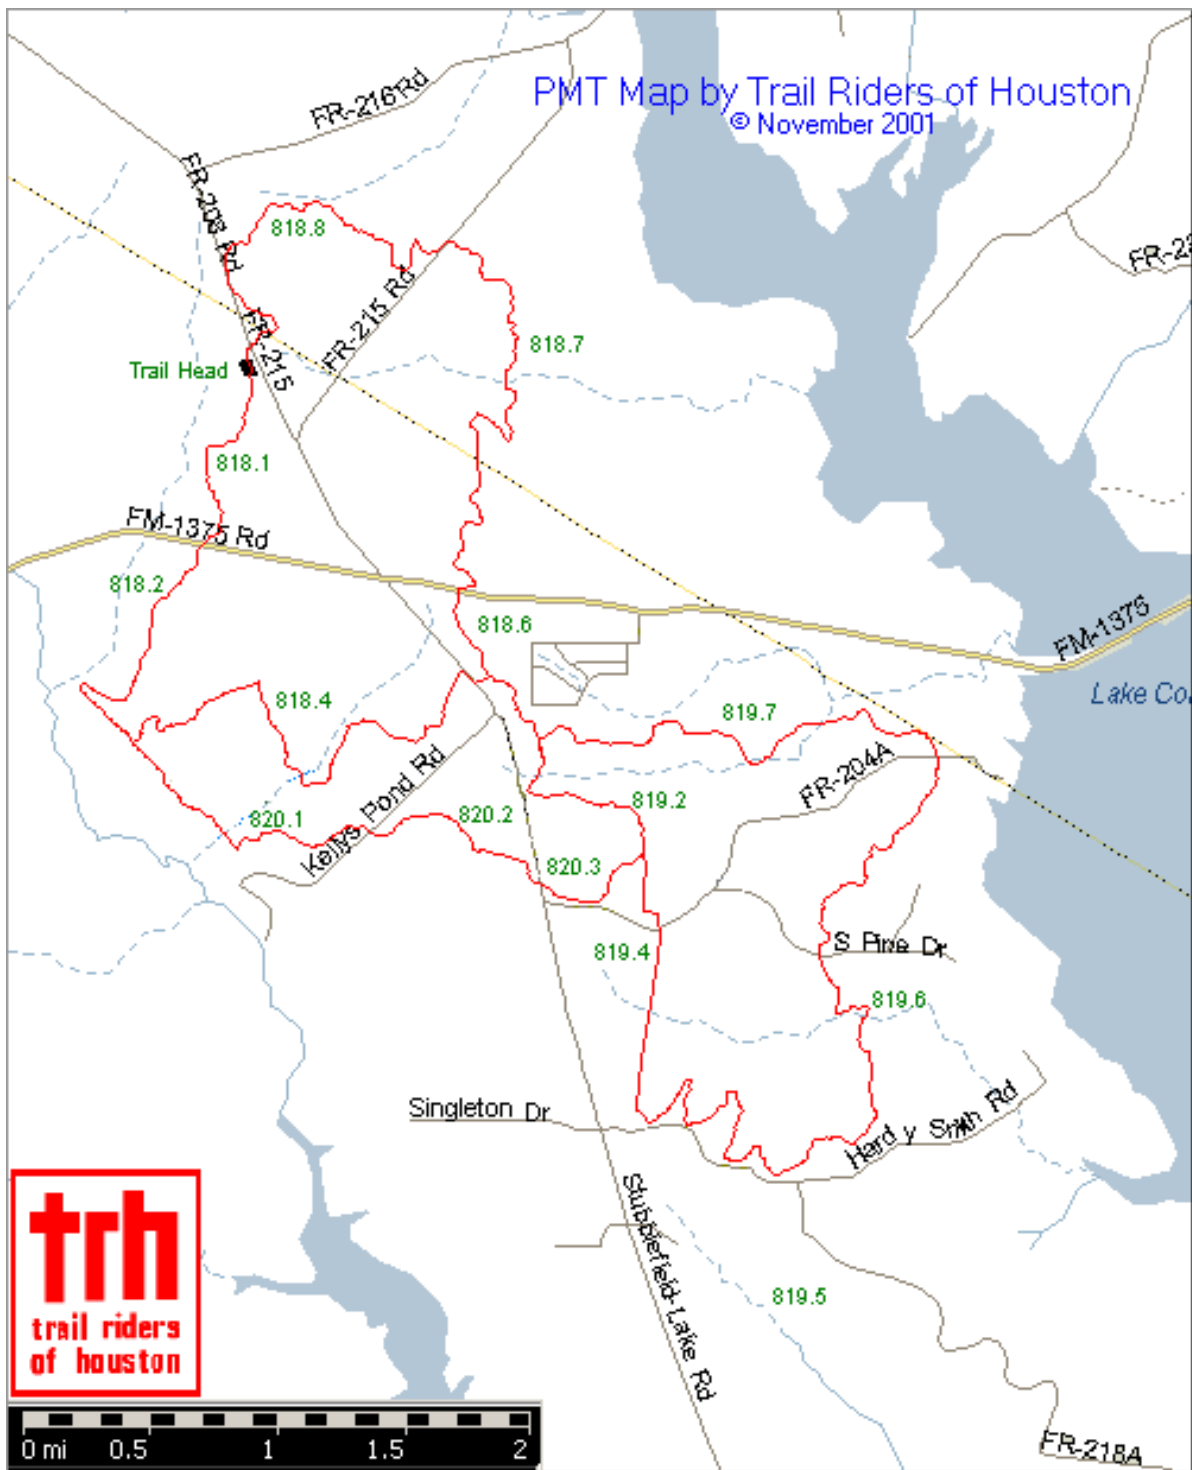 FR-216 Rd
PMT Map by Trail Riders of Houston
© November 2001
FR-208 Rd
818.8
FR-215 Rd
FR-215
818.7
Trail Head
818.1
FM-1375 Rd
818.2
818.6
FM-1375
818.4
819.7
Lake Co
FR-204A
819.2
Kellys Pond Rd
820.1
820.2
820.3
819.4
S Pine Dr
819.6
Singleton Dr
Hardy Smith Rd
Stubblefield-Lake Rd
819.5
trh
trail riders
of houston
FR-218A
0 mi 0.5 1 1.5 2